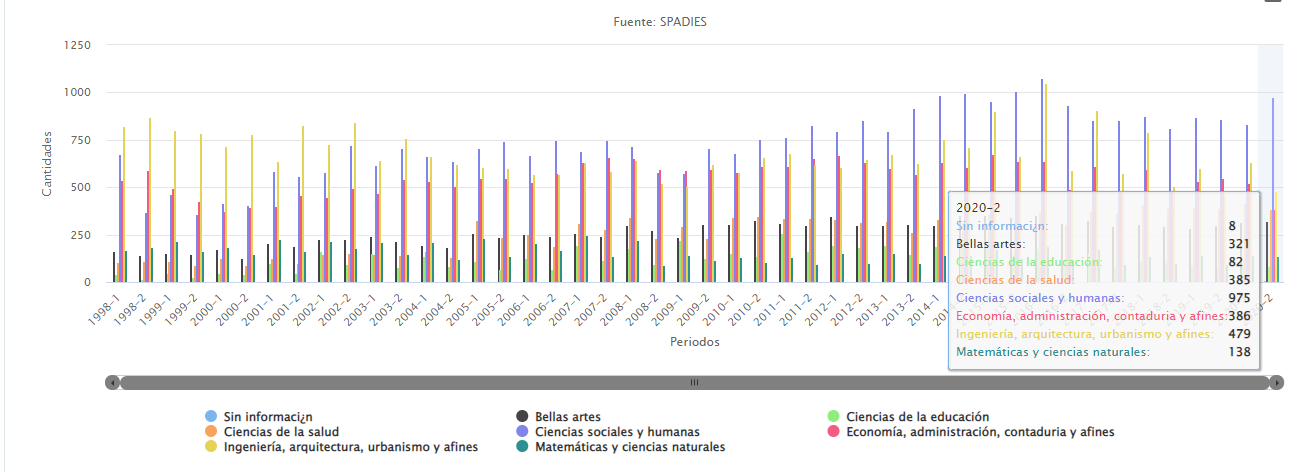 Fuente: SPADIES
1250
1000
750
500
250
0
Cantidades
1998-1
1998-2
1999-1
1999-2
2000-1
2000-2
2001-1
2001-2
2002-1
2002-2
2003-1
2003-2
2004-1
2004-2
2005-1
2005-2
2006-1
2006-2
2007-1
2007-2
2008-1
2008-2
2009-1
2009-2
2010-1
2010-2
2011-1
2011-2
2012-1
2012-2
2013-1
2013-2
2014-1
Periodos
2020-2
Sin informaci¿n: 8
Bellas artes: 321
Ciencias de la educación: 82
Ciencias de la salud: 385
Ciencias sociales y humanas: 975
Economía, administración, contaduria y afines: 386
Ingeniería, arquitectura, urbanismo y afines: 479
Matemáticas y ciencias naturales: 138
Sin informaci¿n
Bellas artes
Ciencias de la educación
Ciencias de la salud
Ciencias sociales y humanas
Economía, administración, contaduria y afines
Ingeniería, arquitectura, urbanismo y afines
Matemáticas y ciencias naturales